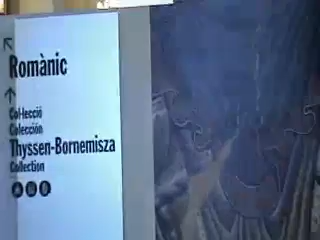 Romànic
Col·lecció
Colección
Thyssen-Bornemisza
Collection